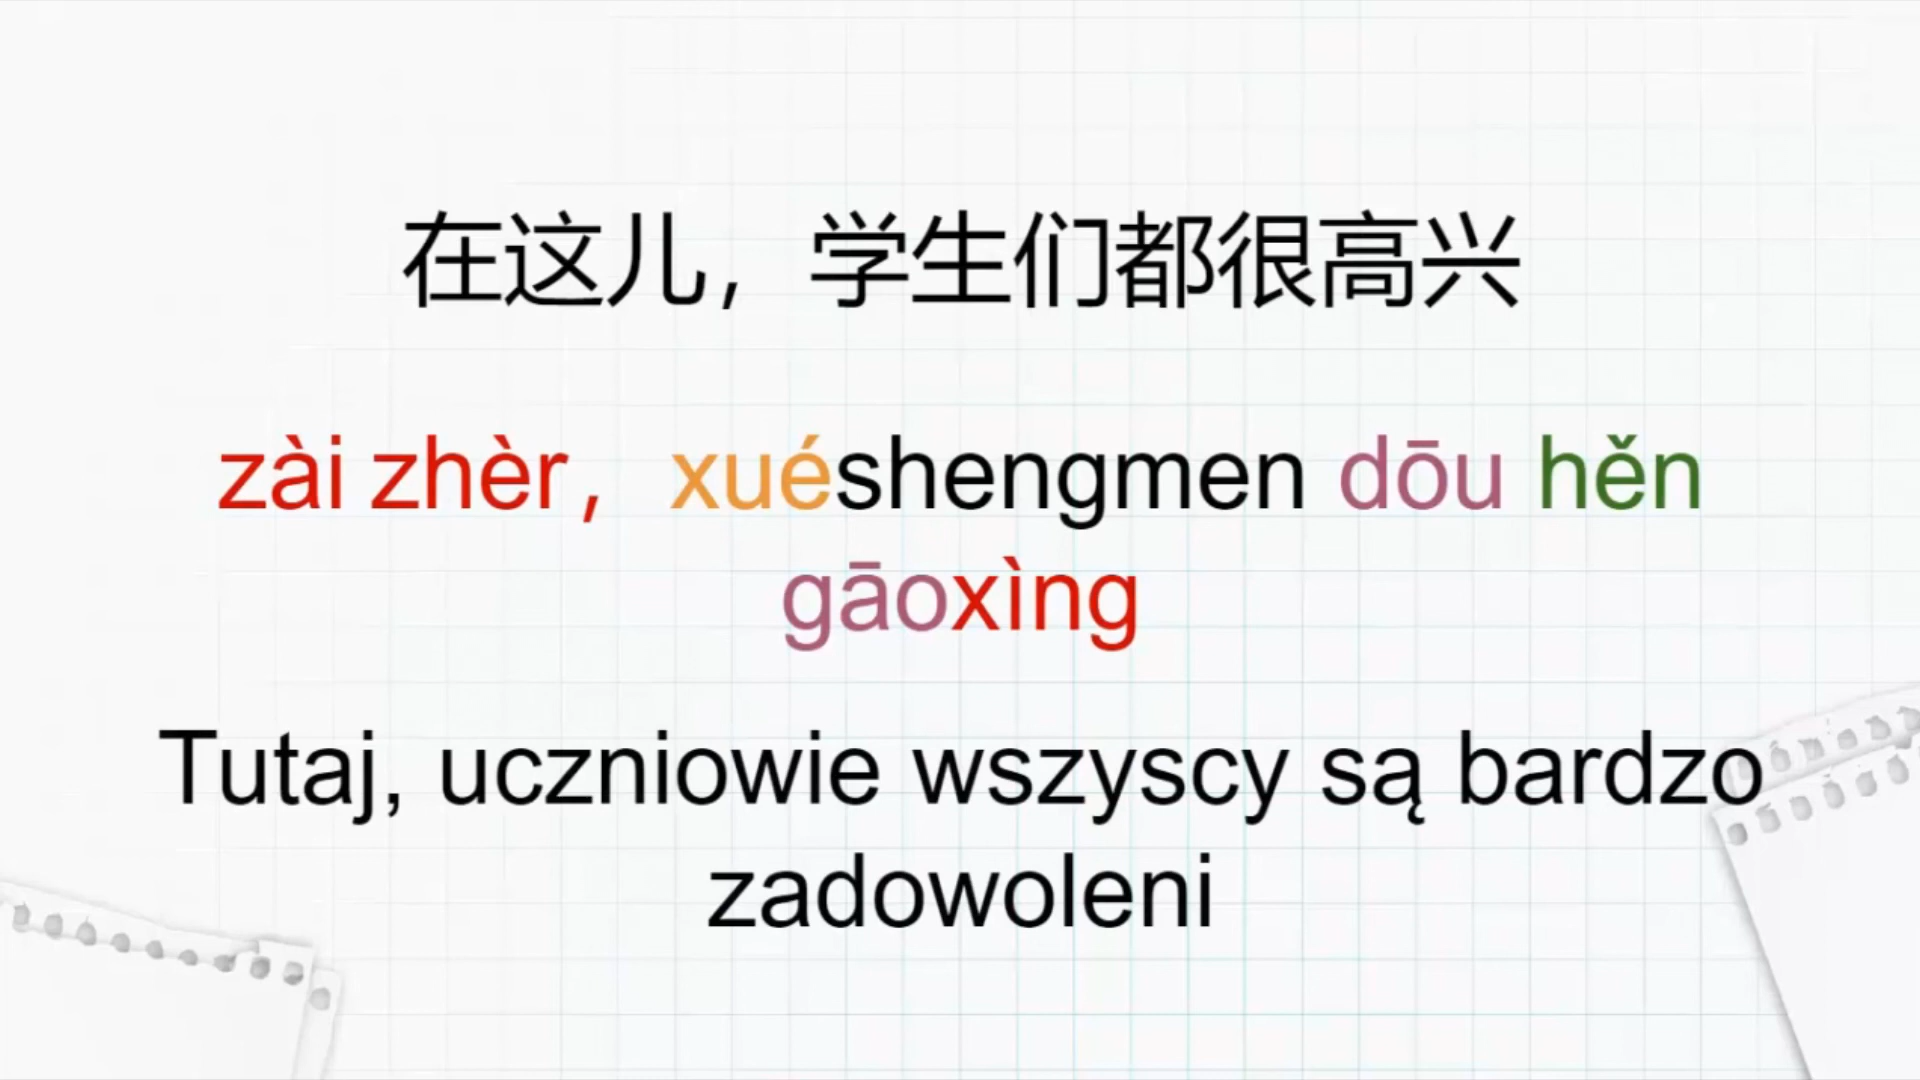 在这儿，学生们都很高兴
zài zhèr，xuéshengmen dōu hěn
gāoxìng
Tutaj, uczniowie wszyscy są bardzo
zadowoleni